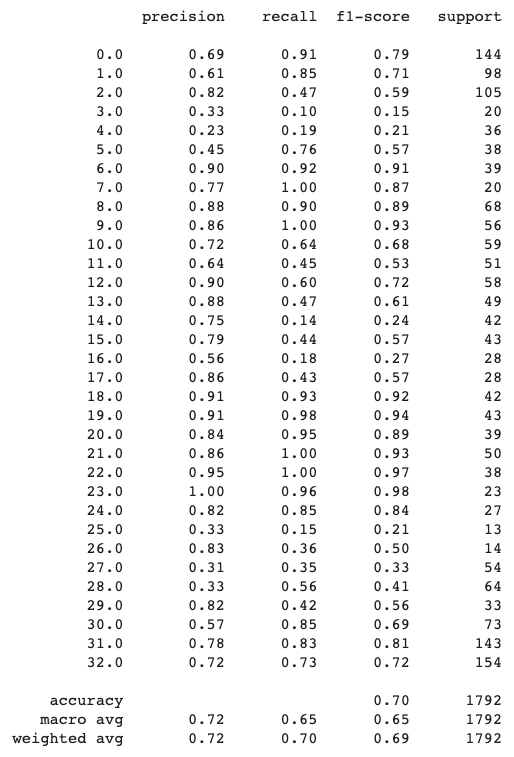 precision recall f1-score support
0.0 0.69 0.91 0.79 144
1.0 0.61 0.85 0.71 98
2.0 0.82 0.47 0.59 105
3.0 0.33 0.10 0.15 20
4.0 0.23 0.19 0.21 36
5.0 0.45 0.76 0.57 38
6.0 0.90 0.92 0.91 39
7.0 0.77 1.00 0.87 20
8.0 0.88 0.90 0.89 68
9.0 0.86 1.00 0.93 56
10.0 0.72 0.64 0.68 59
11.0 0.64 0.45 0.53 51
12.0 0.90 0.60 0.72 58
13.0 0.88 0.47 0.61 49
14.0 0.75 0.14 0.24 42
15.0 0.79 0.44 0.57 43
16.0 0.56 0.18 0.27 28
17.0 0.86 0.43 0.57 28
18.0 0.91 0.93 0.92 42
19.0 0.91 0.98 0.94 43
20.0 0.84 0.95 0.89 39
21.0 0.86 1.00 0.93 50
22.0 0.95 1.00 0.97 38
23.0 1.00 0.96 0.98 23
24.0 0.82 0.85 0.84 27
25.0 0.33 0.15 0.21 13
26.0 0.83 0.36 0.50 14
27.0 0.31 0.35 0.33 54
28.0 0.33 0.56 0.41 64
29.0 0.82 0.42 0.56 33
30.0 0.57 0.85 0.69 73
31.0 0.78 0.83 0.81 143
32.0 0.72 0.73 0.72 154
accuracy 0.70 1792
macro avg 0.72 0.65 0.65 1792
weighted avg 0.72 0.70 0.69 1792